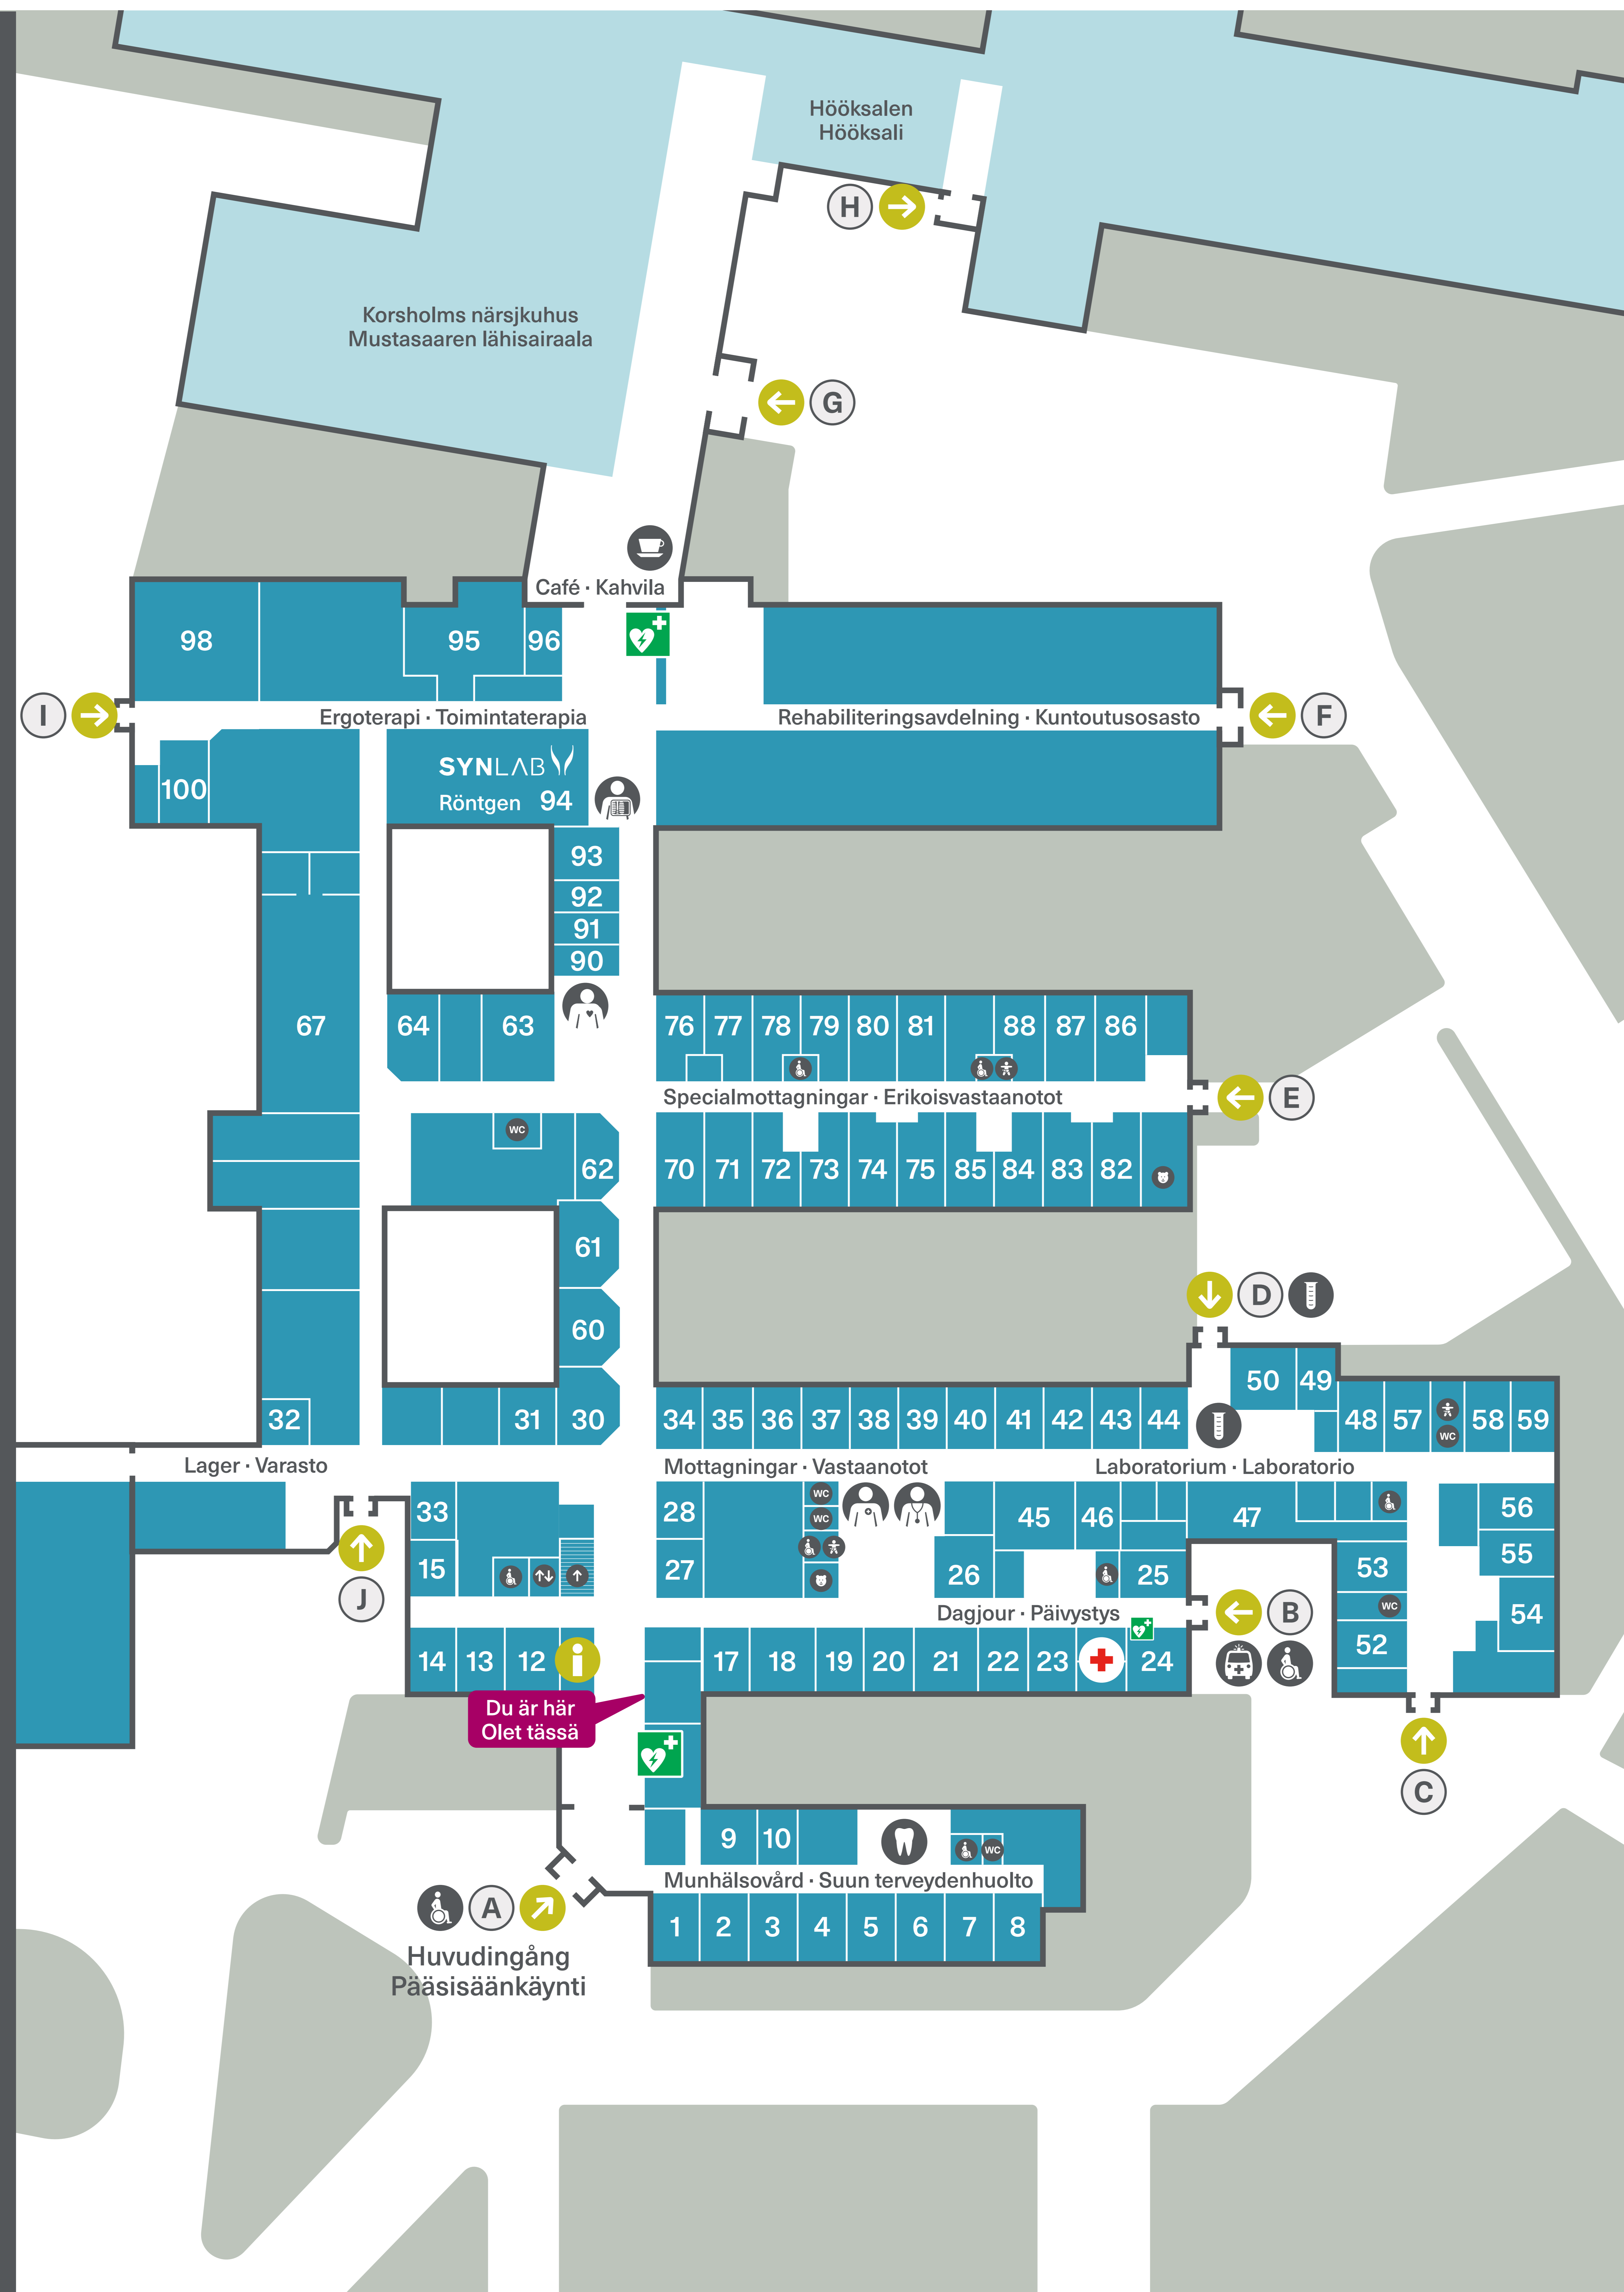 Hööksalen
Hööksali
H
Korsholms närsjkuhus
Mustasaaren lähisairaala
G
Café · Kahvila
98
95
96
I
Ergoterapi · Toimintaterapia
Rehabiliteringsavdelning · Kuntoutusosasto
F
SYNLAB
Röntgen 94
100
93
92
91
90
67
64
63
76 77 78 79 80 81 88 87 86
Specialmottagningar · Erikoisvastaanotot
E
WC
62
70 71 72 73 74 75 85 84 83 82
61
D
60
50 49
32
31 30
34 35 36 37 38 39 40 41 42 43 44
48 57 WC 58 59
Lager · Varasto
Mottagningar · Vastaanotot
Laboratorium · Laboratorio
33
28
WC
WC
45 46
47
56
15
27
26
25
53
55
J
Dagjour · Päivystys
B
WC
54
14 13 12
17 18 19 20 21 22 23 24
52
Du är här
Olet tässä
C
9 10
WC
Munhälsovård · Suun terveydenhuolto
A
1 2 3 4 5 6 7 8
Huvudingång
Pääsisäänkäynti